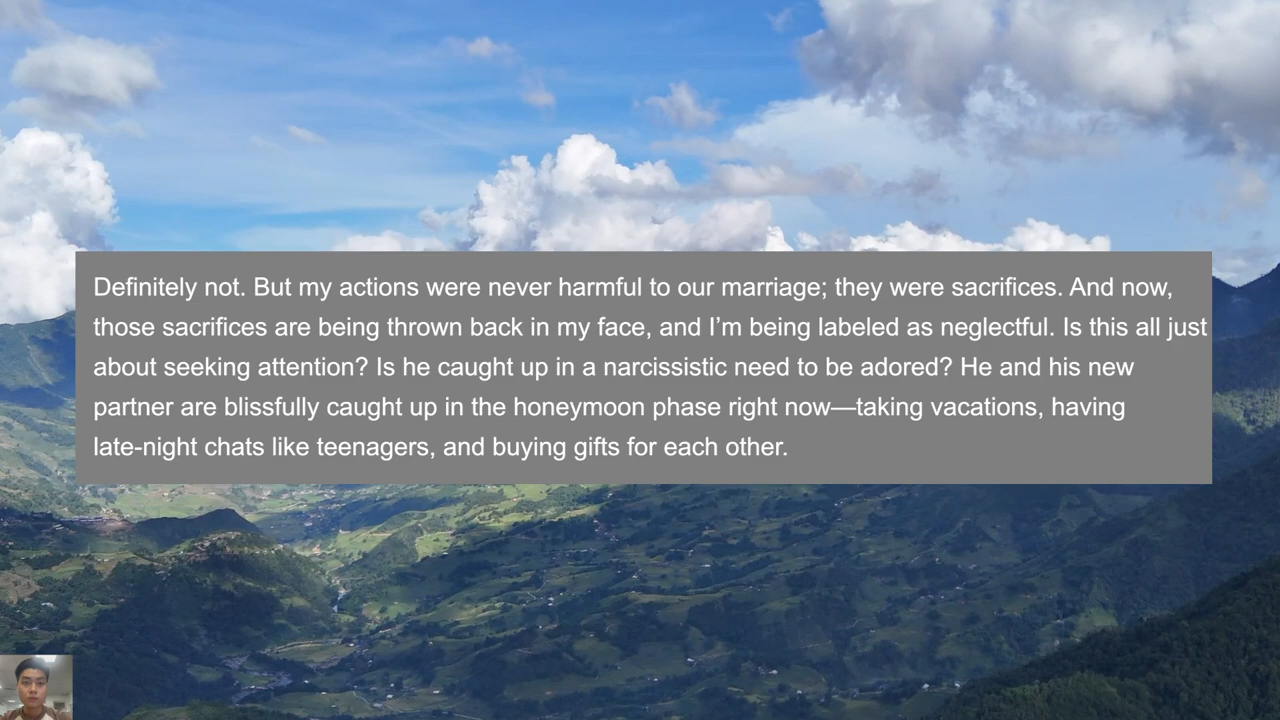 Definitely not. But my actions were never harmful to our marriage; they were sacrifices. And now,
those sacrifices are being thrown back in my face, and I’m being labeled as neglectful. Is this all just
about seeking attention? Is he caught up in a narcissistic need to be adored? He and his new
partner are blissfully caught up in the honeymoon phase right now—taking vacations, having
late-night chats like teenagers, and buying gifts for each other.